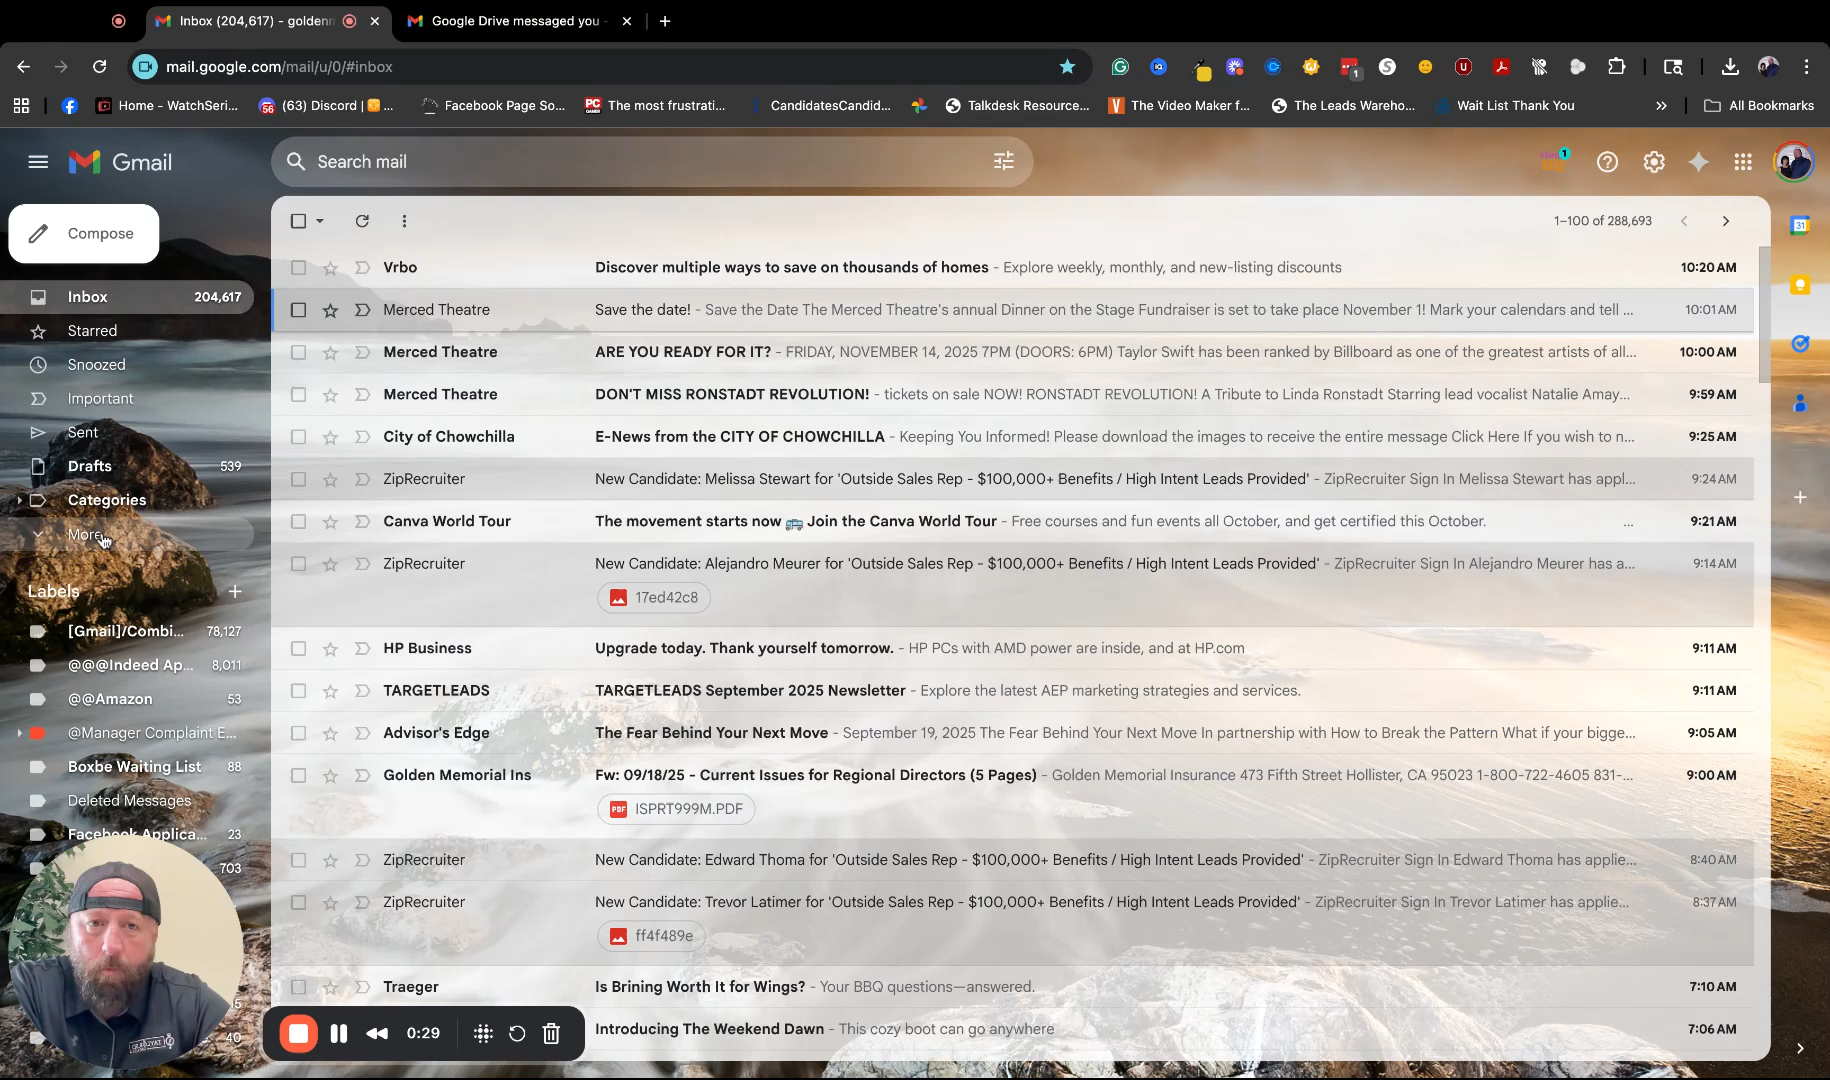 Inbox (204,617) - goldenm
Google Drive messaged you -
mail.google.com/mail/u/0/#inbox
1
Home - WatchSeri...
56
(63) Discord | ...
Facebook Page So...
PC GAMER
The most frustrati...
CandidatesCandid...
Talkdesk Resource...
The Video Maker f...
The Leads Wareho...
Wait List Thank You
All Bookmarks
Gmail
Search mail
1
Compose
1–100 of 288,693
31
Inbox 204,617
Starred
Snoozed
Important
Sent
Drafts 539
Categories
More
Labels
[Gmail]/Combi... 78,127
@@@Indeed Ap... 8,011
@@Amazon 53
@Manager Complaint E...
Boxbe Waiting List 88
Deleted Messages
Facebook Applica... 23
703
40
Vrbo Discover multiple ways to save on thousands of homes - Explore weekly, monthly, and new-listing discounts 10:20 AM
Merced Theatre Save the date! - Save the Date The Merced Theatre's annual Dinner on the Stage Fundraiser is set to take place November 1! Mark your calendars and tell ... 10:01 AM
Merced Theatre ARE YOU READY FOR IT? - FRIDAY, NOVEMBER 14, 2025 7PM (DOORS: 6PM) Taylor Swift has been ranked by Billboard as one of the greatest artists of all... 10:00 AM
Merced Theatre DON'T MISS RONSTADT REVOLUTION! - tickets on sale NOW! RONSTADT REVOLUTION! A Tribute to Linda Ronstadt Starring lead vocalist Natalie Amay... 9:59 AM
City of Chowchilla E-News from the CITY OF CHOWCHILLA - Keeping You Informed! Please download the images to receive the entire message Click Here If you wish to n... 9:25 AM
ZipRecruiter New Candidate: Melissa Stewart for 'Outside Sales Rep - $100,000+ Benefits / High Intent Leads Provided' - ZipRecruiter Sign In Melissa Stewart has appl... 9:24 AM
Canva World Tour The movement starts now 🚌 Join the Canva World Tour - Free courses and fun events all October, and get certified this October. ... 9:21 AM
ZipRecruiter New Candidate: Alejandro Meurer for 'Outside Sales Rep - $100,000+ Benefits / High Intent Leads Provided' - ZipRecruiter Sign In Alejandro Meurer has a... 9:14 AM
17ed42c8
HP Business Upgrade today. Thank yourself tomorrow. - HP PCs with AMD power are inside, and at HP.com 9:11 AM
TARGETLEADS TARGETLEADS September 2025 Newsletter - Explore the latest AEP marketing strategies and services. 9:11 AM
Advisor's Edge The Fear Behind Your Next Move - September 19, 2025 The Fear Behind Your Next Move In partnership with How to Break the Pattern What if your bigge... 9:05 AM
Golden Memorial Ins Fw: 09/18/25 - Current Issues for Regional Directors (5 Pages) - Golden Memorial Insurance 473 Fifth Street Hollister, CA 95023 1-800-722-4605 831-... 9:00 AM
PDF ISPRT999M.PDF
ZipRecruiter New Candidate: Edward Thoma for 'Outside Sales Rep - $100,000+ Benefits / High Intent Leads Provided' - ZipRecruiter Sign In Edward Thoma has applie... 8:40 AM
ZipRecruiter New Candidate: Trevor Latimer for 'Outside Sales Rep - $100,000+ Benefits / High Intent Leads Provided' - ZipRecruiter Sign In Trevor Latimer has applie... 8:37 AM
ff4f489e
Traeger Is Brining Worth It for Wings? - Your BBQ questions—answered. 7:10 AM
Introducing The Weekend Dawn - This cozy boot can go anywhere 7:06 AM
0:29